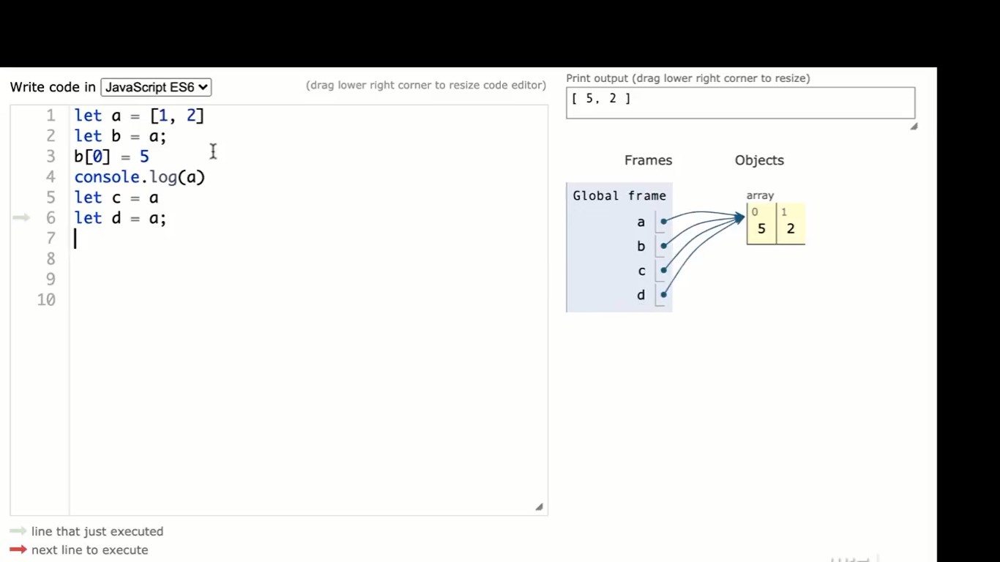 Write code in JavaScript ES6
(drag lower right corner to resize code editor)
1 let a = [1, 2]
2 let b = a;
3 b[0] = 5
4 console.log(a)
5 let c = a
6 let d = a;
7
8
9
10
line that just executed
next line to execute
Print output (drag lower right corner to resize)
[ 5, 2 ]
Frames Objects
Global frame
a
b
c
d
array
0 1
5 2